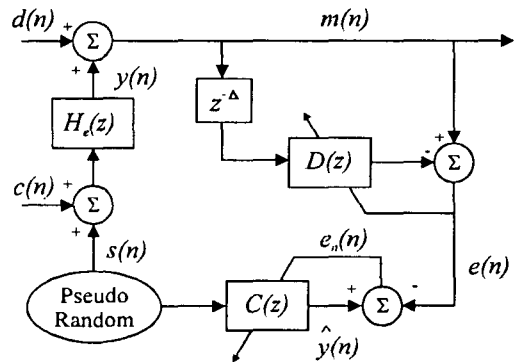 d(n)
+
Σ
m(n)
+
y(n)
z^-Δ
H_e(z)
+
D(z)
-
Σ
c(n)
+
Σ
+
s(n)
e_n(n)
e(n)
Pseudo
Random
C(z)
+
Σ
-
ŷ(n)